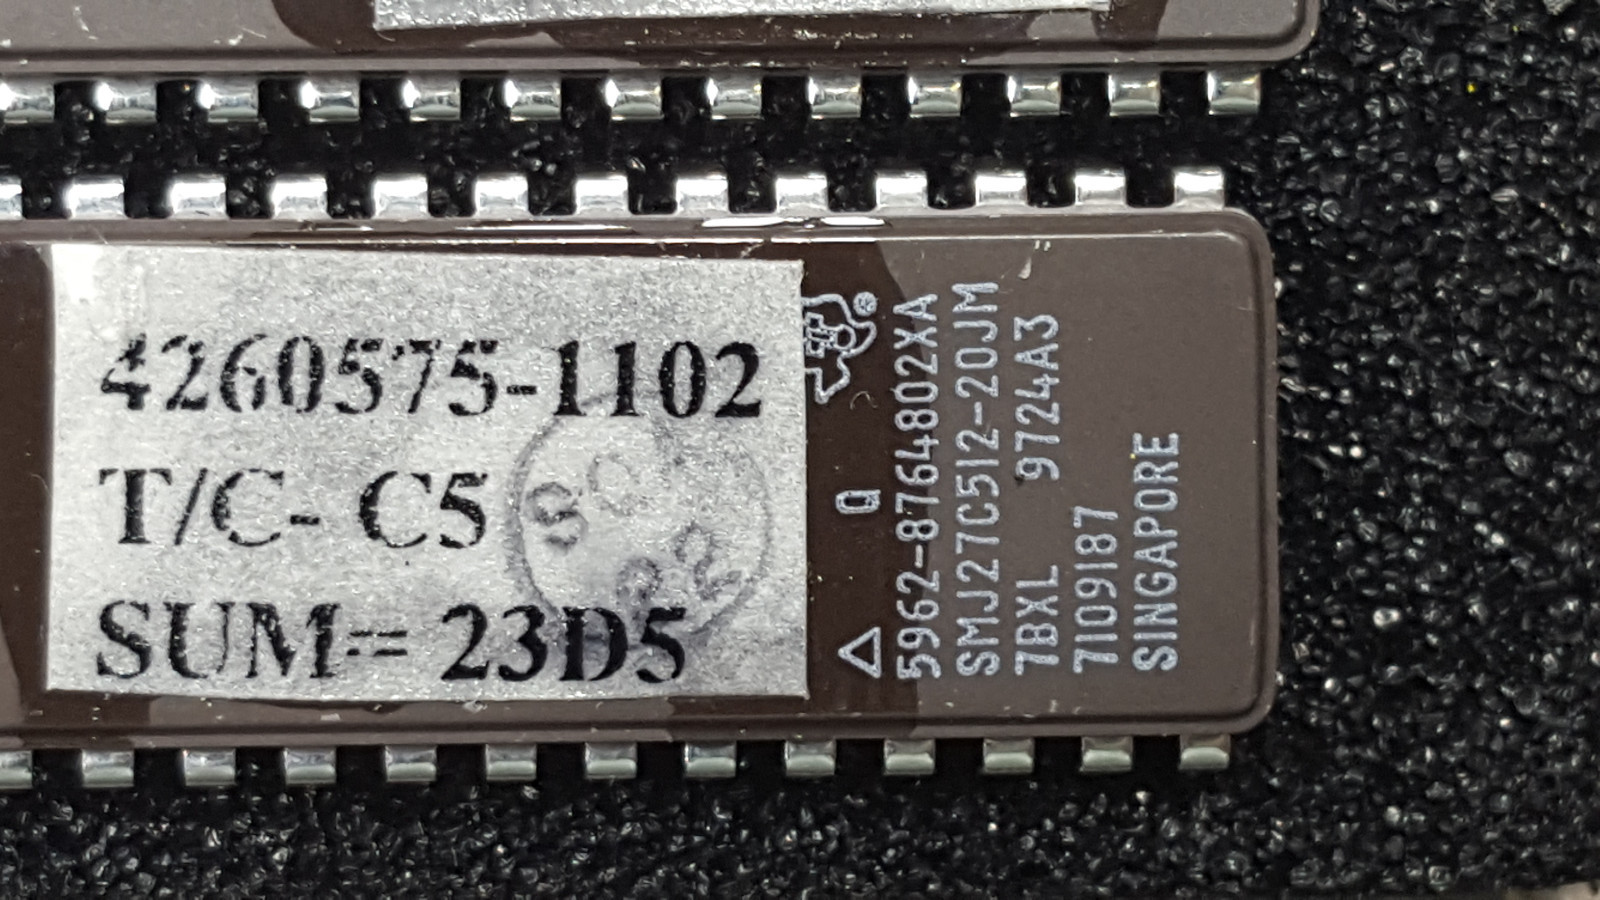 4260575-1102
T/C- C5
SUM= 23D5
Q
5962-8764802XA
SMJ27C512-20JM
7BXL 9724A3
7109187
SINGAPORE